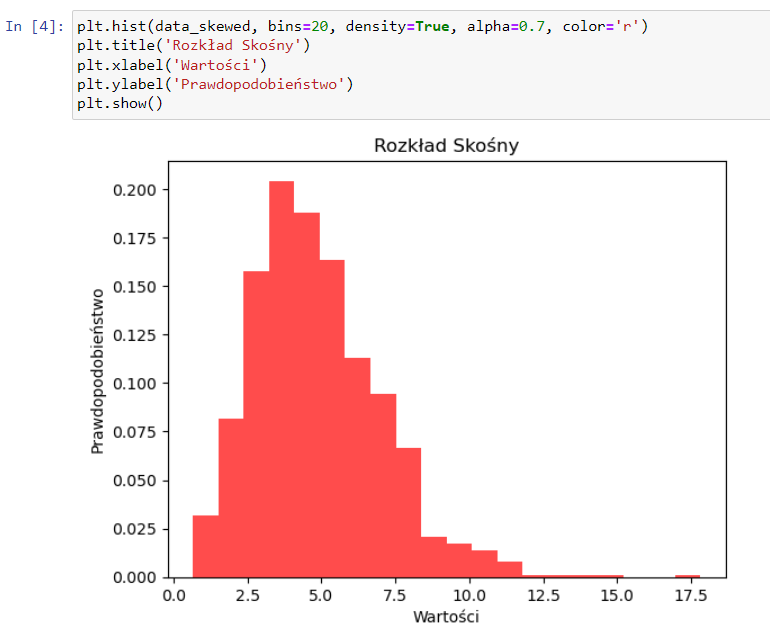 In [4]: plt.hist(data_skewed, bins=20, density=True, alpha=0.7, color='r')
plt.title('Rozkład Skośny')
plt.xlabel('Wartości')
plt.ylabel('Prawdopodobieństwo')
plt.show()
Rozkład Skośny
Prawdopodobieństwo
0.200
0.175
0.150
0.125
0.100
0.075
0.050
0.025
0.000
0.0 2.5 5.0 7.5 10.0 12.5 15.0 17.5
Wartości